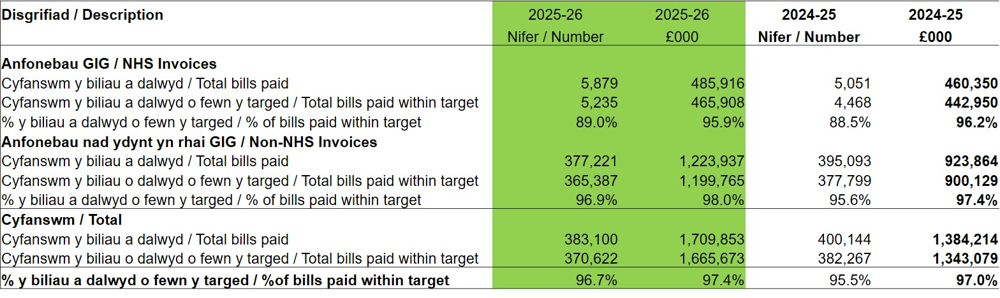 Disgrifiad / Description 2025-26 2025-26 2024-25 2024-25
Nifer / Number £000 Nifer / Number £000
Anfonebau GIG / NHS Invoices
Cyfanswm y biliau a dalwyd / Total bills paid 5,879 485,916 5,051 460,350
Cyfanswm y biliau a dalwyd o fewn y targed / Total bills paid within target 5,235 465,908 4,468 442,950
% y biliau a dalwyd o fewn y targed / % of bills paid within target 89.0% 95.9% 88.5% 96.2%
Anfonebau nad ydynt yn rhai GIG / Non-NHS Invoices
Cyfanswm y biliau a dalwyd / Total bills paid 377,221 1,223,937 395,093 923,864
Cyfanswm y biliau o dalwyd o fewn y targed / Total bills paid within target 365,387 1,199,765 377,799 900,129
% y biliau a dalwyd o fewn y targed / % of bills paid within target 96.9% 98.0% 95.6% 97.4%
Cyfanswm / Total
Cyfanswm y biliau a dalwyd / Total bills paid 383,100 1,709,853 400,144 1,384,214
Cyfanswm y biliau o dalwyd o fewn y targed / Total bills paid within target 370,622 1,665,673 382,267 1,343,079
% y biliau a dalwyd o fewn y targed / %of bills paid within target 96.7% 97.4% 95.5% 97.0%